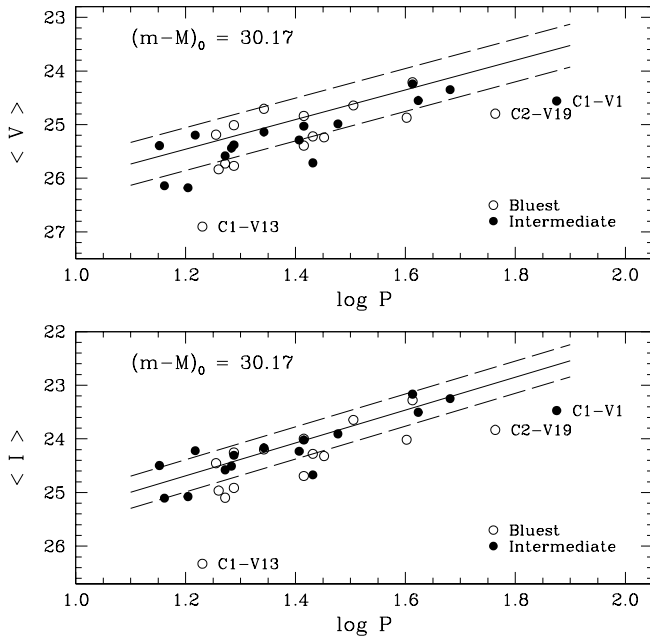 23
(m−M)₀ = 30.17
24
C1−V1
C2−V19
25
< V >
26
Bluest
Intermediate
27
C1−V13
1.0 1.2 1.4 1.6 1.8 2.0
log P
22
(m−M)₀ = 30.17
23
C1−V1
C2−V19
24
< I >
25
Bluest
Intermediate
26
C1−V13
1.0 1.2 1.4 1.6 1.8 2.0
log P